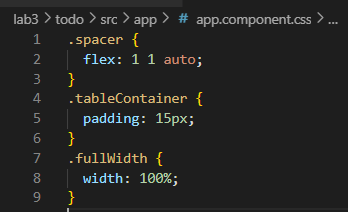 lab3 > todo > src > app > # app.component.css > ...
1 .spacer {
2   flex: 1 1 auto;
3 }
4 .tableContainer {
5   padding: 15px;
6 }
7 .fullWidth {
8   width: 100%;
9 }